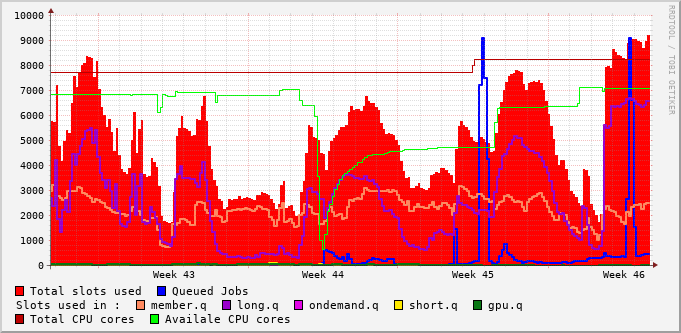 10000
9000
8000
7000
6000
5000
4000
3000
2000
1000
0
Week 43 Week 44 Week 45 Week 46
RRDTOOL / TOBI OETIKER
Total slots used Queued Jobs
Slots used in : member.q long.q ondemand.q short.q gpu.q
Total CPU cores Availale CPU cores